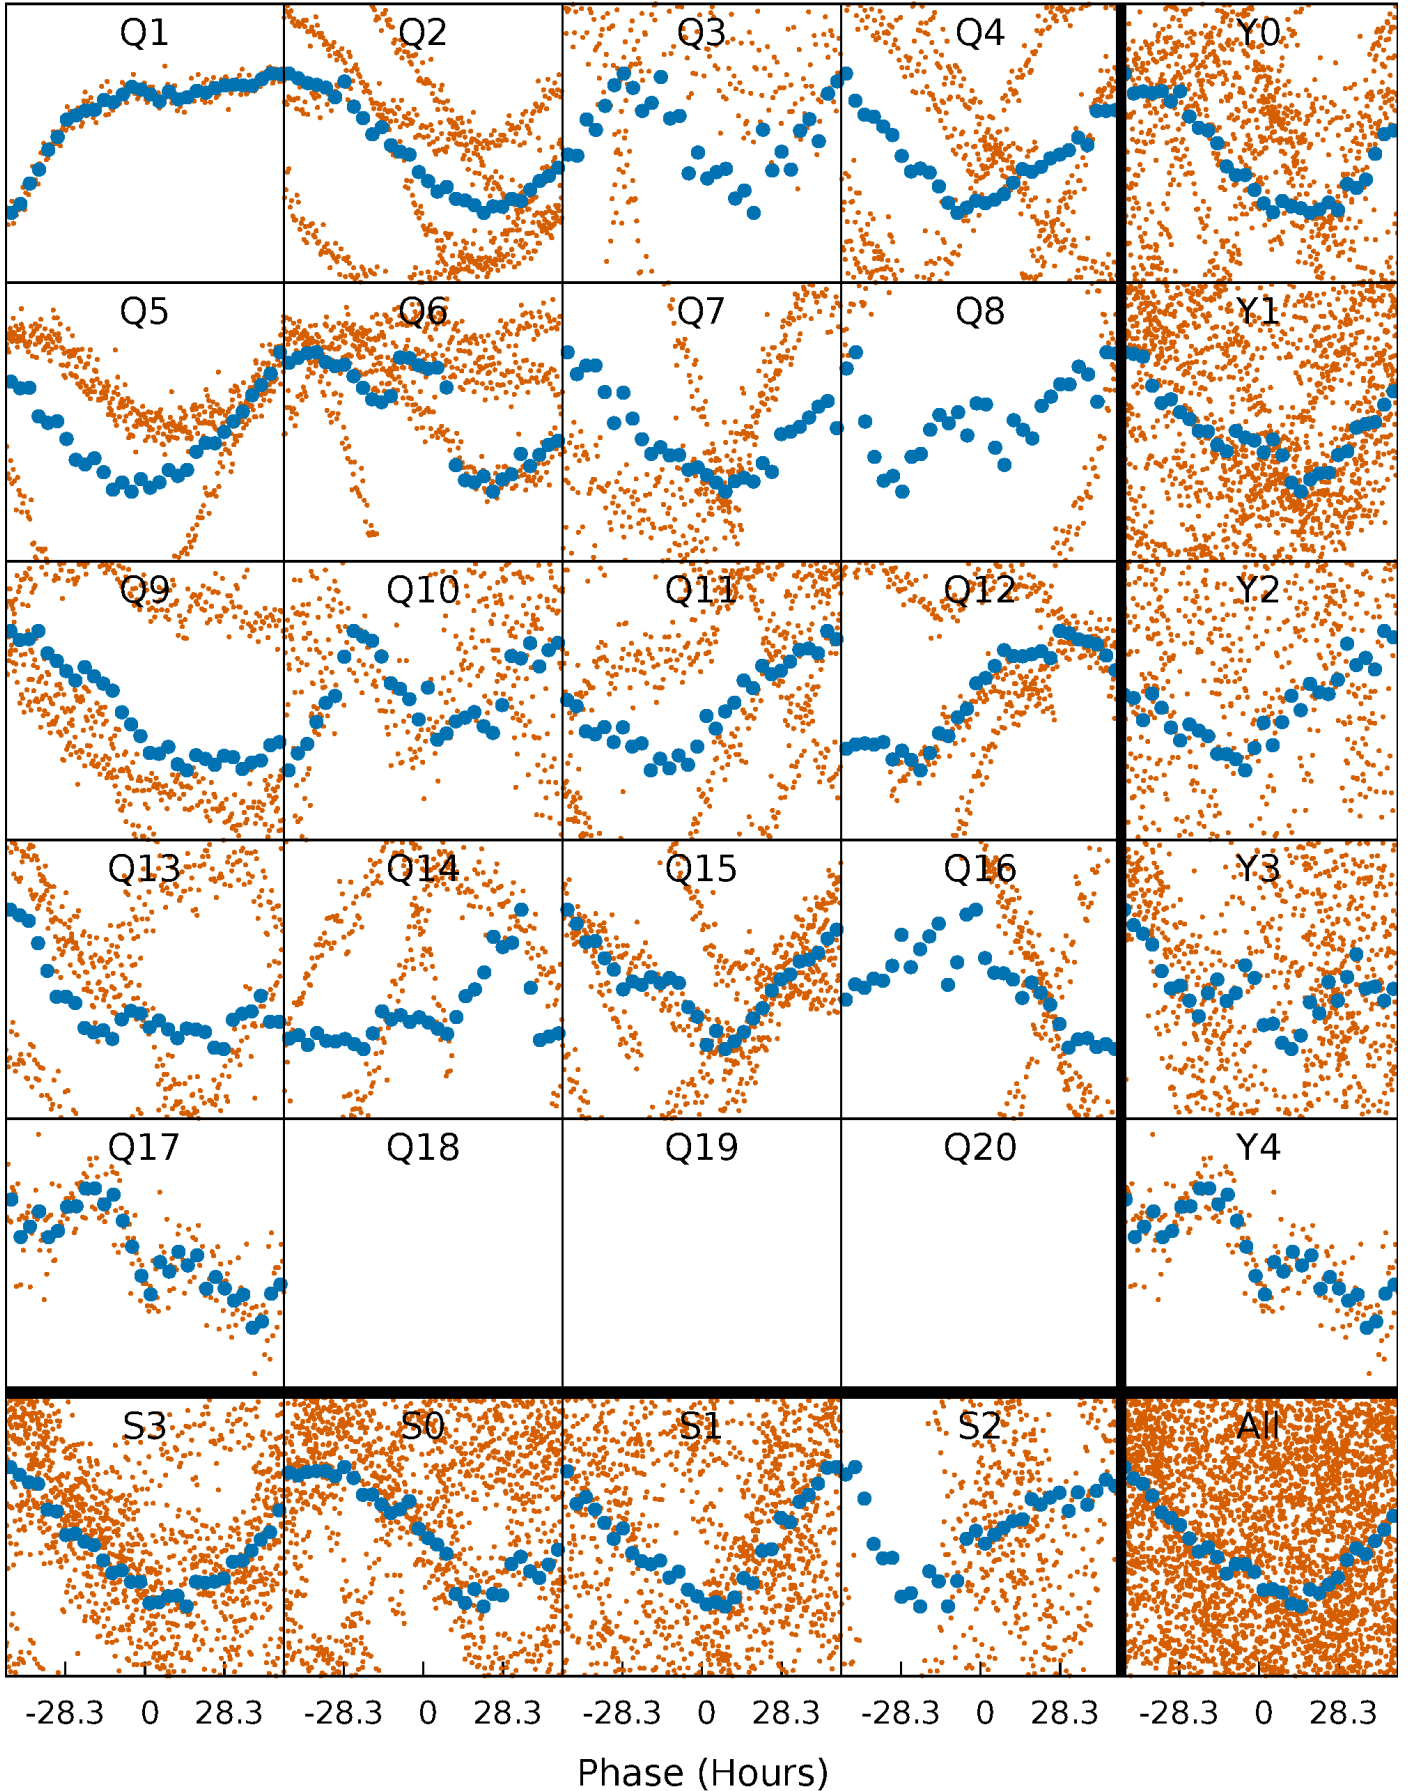 Q1 Q2 Q3 Q4 Y0
Q5 Q6 Q7 Q8 Y1
Q9 Q10 Q11 Q12 Y2
Q13 Q14 Q15 Q16 Y3
Q17 Q18 Q19 Q20 Y4
S3 S0 S1 S2 All
-28.3 0 28.3 -28.3 0 28.3 -28.3 0 28.3 -28.3 0 28.3 -28.3 0 28.3
Phase (Hours)